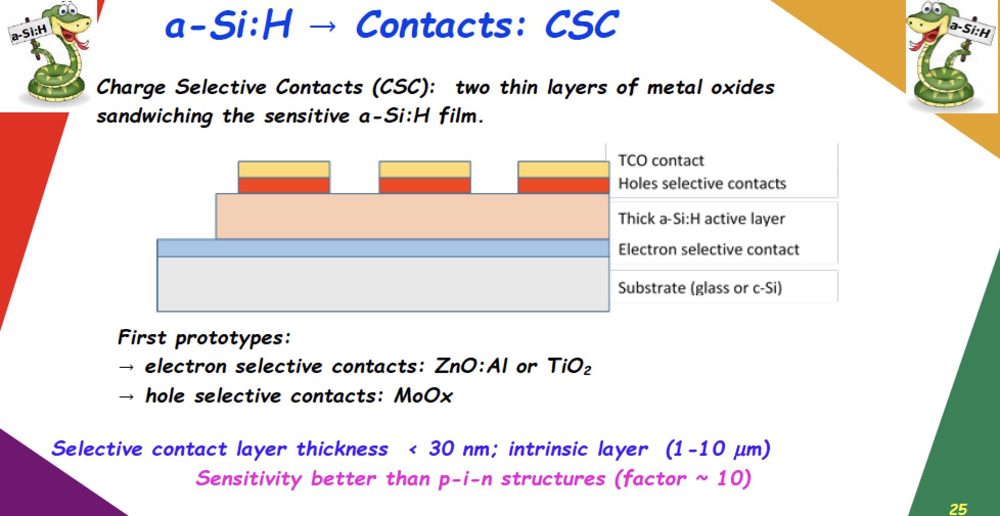 a-Si:H
a-Si:H → Contacts: CSC
a-Si:H
Charge Selective Contacts (CSC): two thin layers of metal oxides
sandwiching the sensitive a-Si:H film.
TCO contact
Holes selective contacts
Thick a-Si:H active layer
Electron selective contact
Substrate (glass or c-Si)
First prototypes:
→ electron selective contacts: ZnO:Al or TiO₂
→ hole selective contacts: MoOx
Selective contact layer thickness < 30 nm; intrinsic layer (1-10 μm)
Sensitivity better than p-i-n structures (factor ~ 10)
25